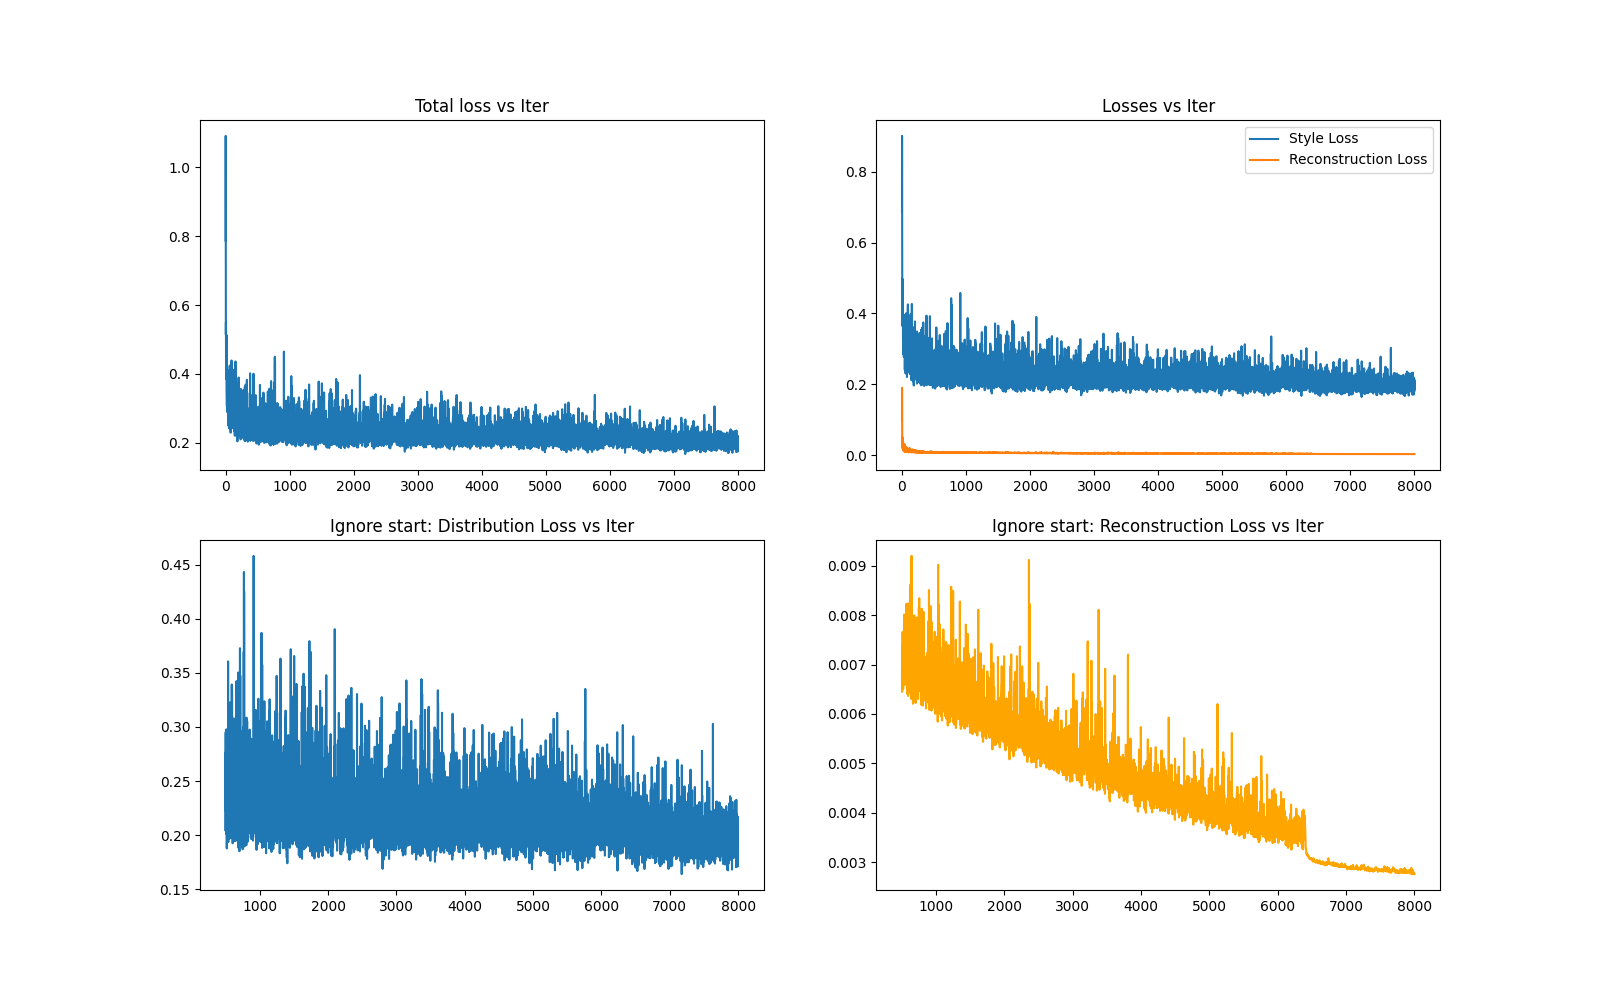 Total loss vs Iter
1.0
0.8
0.6
0.4
0.2
0 1000 2000 3000 4000 5000 6000 7000 8000
Losses vs Iter
Style Loss
Reconstruction Loss
0.8
0.6
0.4
0.2
0.0
0 1000 2000 3000 4000 5000 6000 7000 8000
Ignore start: Distribution Loss vs Iter
0.45
0.40
0.35
0.30
0.25
0.20
0.15
1000 2000 3000 4000 5000 6000 7000 8000
Ignore start: Reconstruction Loss vs Iter
0.009
0.008
0.007
0.006
0.005
0.004
0.003
1000 2000 3000 4000 5000 6000 7000 8000